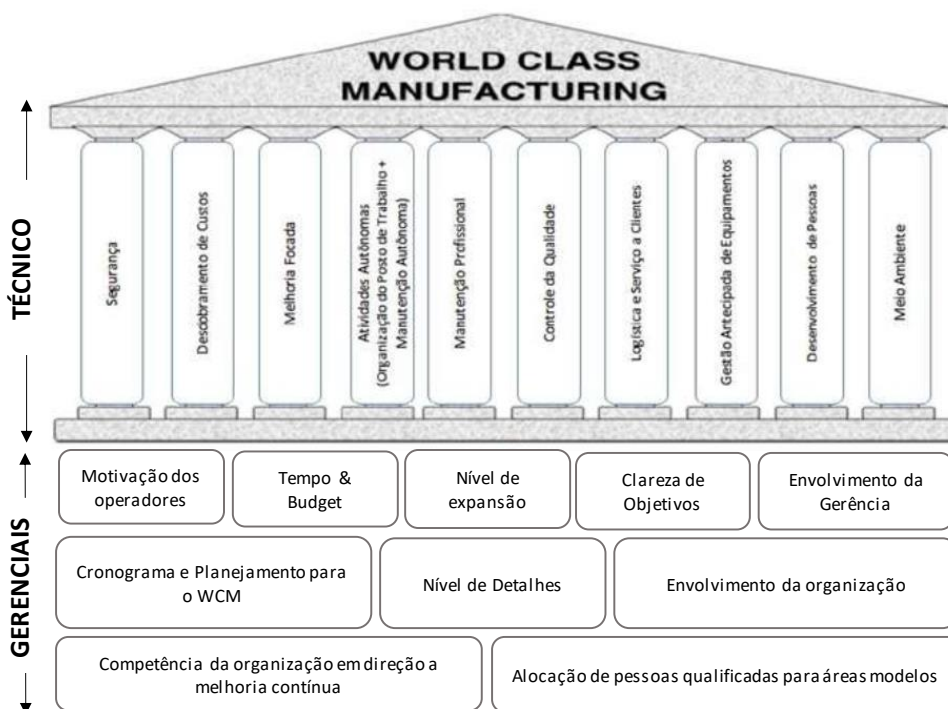 WORLD CLASS
MANUFACTURING
TÉCNICO
Segurança
Desdobramento de Custos
Melhoria Focada
Atividades Autônomas
(Organização do Posto de Trabalho +
Manutenção Autônoma)
Manutenção Profissional
Controle da Qualidade
Logística e Serviço a Clientes
Gestão Artecipada de Equipamentos
Desenvolvimento de Pessoas
Meio Ambiente
GERENCIAIS
Motivação dos
operadores
Tempo &
Budget
Nível de
expansão
Clareza de
Objetivos
Envolvimento da
Gerência
Cronograma e Planejamento para
o WCM
Nível de Detalhes
Envolvimento da organização
Competência da organização em direção a
melhoria contínua
Alocação de pessoas qualificadas para áreas modelos